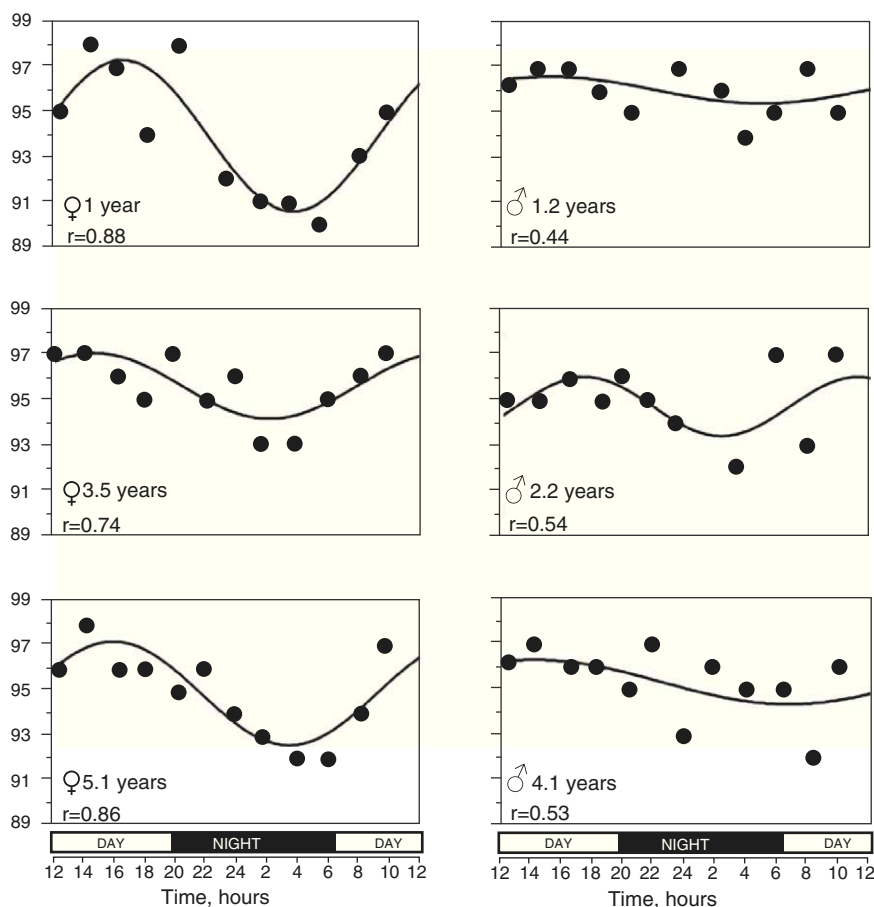 99
97
95
93
91
89
♀1 year
r=0.88
♂ 1.2 years
r=0.44
99
97
95
93
91
89
♀3.5 years
r=0.74
♂ 2.2 years
r=0.54
99
97
95
93
91
89
♀5.1 years
r=0.86
♂ 4.1 years
r=0.53
DAY NIGHT DAY
DAY NIGHT DAY
12 14 16 20 22 24 2 4 6 8 10 12
12 14 16 18 20 22 24 2 4 6 8 10 12
Time, hours
Time, hours